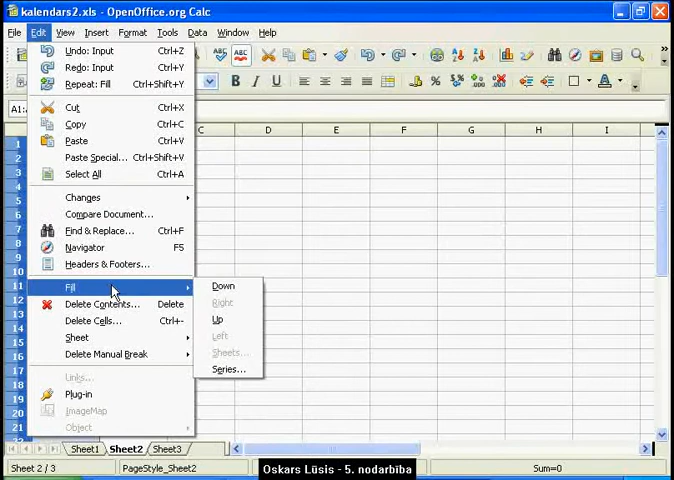 kalendars2.xls - OpenOffice.org Calc
File Edit View Insert Format Tools Data Window Help
Undo: Input Ctrl+Z
Redo: Input Ctrl+Y
Repeat: Fill Ctrl+Shift+Y
Cut Ctrl+X
Copy Ctrl+C
Paste Ctrl+V
Paste Special... Ctrl+Shift+V
Select All Ctrl+A
Changes
Compare Document...
Find & Replace... Ctrl+F
Navigator F5
Headers & Footers...
Fill
Delete Contents... Delete
Delete Cells... Ctrl+-
Sheet
Delete Manual Break
Links...
Plug-in
ImageMap
Object
Down
Right
Up
Left
Sheets...
Series...
ABC ABC
B I U
%
A1:
C D E F G H I
1
2
3
4
5
6
7
8
9
10
11
12
13
14
15
16
17
18
19
20
21
Sheet1 Sheet2 Sheet3
Sheet 2 / 3 PageStyle_Sheet2 Oskars Lūsis - 5. nodarbība Sum=0